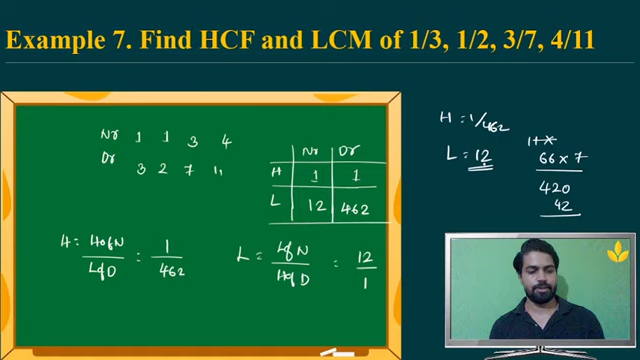 Example 7. Find HCF and LCM of 1/3, 1/2, 3/7, 4/11
Nr 1 1 3 4
Dr 3 2 7 11
Nr Dr
H 1 1
L 12 462
H = HofN / LofD = 1 / 462
L = LofN / HofD = 12 / 1
H = 1/462
L = 12
11 x
66 x 7
420
42